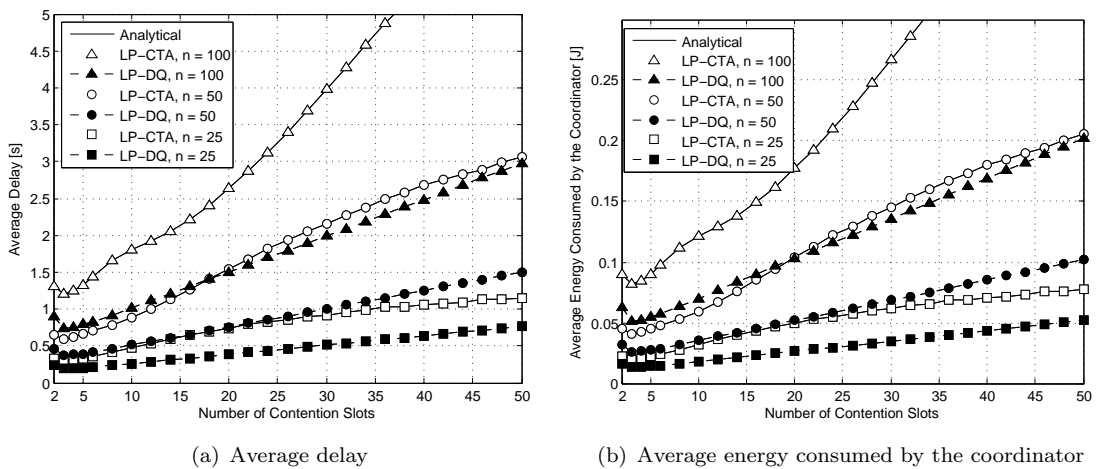 5
4.5
4
3.5
3
2.5
2
1.5
1
0.5
0
Average Delay [s]
Analytical
LP−CTA, n = 100
LP−DQ, n = 100
LP−CTA, n = 50
LP−DQ, n = 50
LP−CTA, n = 25
LP−DQ, n = 25
2 5 10 15 20 25 30 35 40 45 50
Number of Contention Slots
(a) Average delay
0.25
0.2
0.15
0.1
0.05
0
Average Energy Consumed by the Coordinator [J]
Analytical
LP−CTA, n = 100
LP−DQ, n = 100
LP−CTA, n = 50
LP−DQ, n = 50
LP−CTA, n = 25
LP−DQ, n = 25
2 5 10 15 20 25 30 35 40 45 50
Number of Contention Slots
(b) Average energy consumed by the coordinator